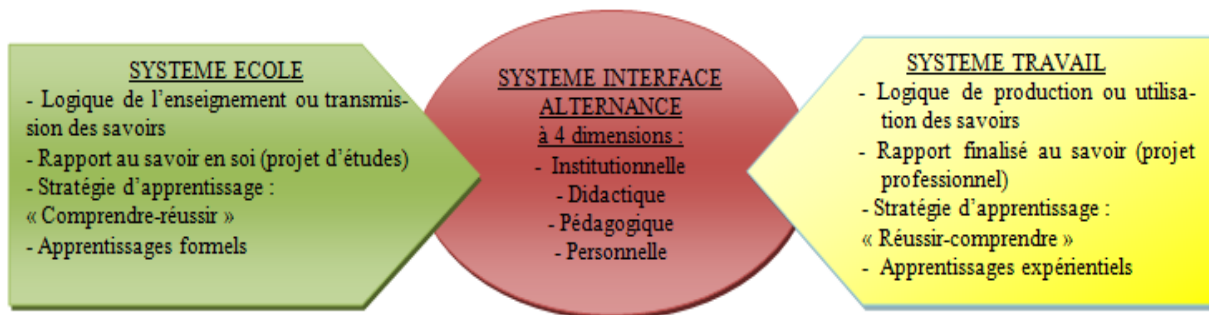 SYSTEME ECOLE
- Logique de l'enseignement ou transmis-
sion des savoirs
- Rapport au savoir en soi (projet d'études)
- Stratégie d'apprentissage :
« Comprendre-réussir »
- Apprentissages formels
SYSTEME INTERFACE
ALTERNANCE
à 4 dimensions :
- Institutionnelle
- Didactique
- Pédagogique
- Personnelle
SYSTEME TRAVAIL
- Logique de production ou utilisa-
tion des savoirs
- Rapport finalisé au savoir (projet
professionnel)
- Stratégie d'apprentissage :
« Réussir-comprendre »
- Apprentissages expérientiels